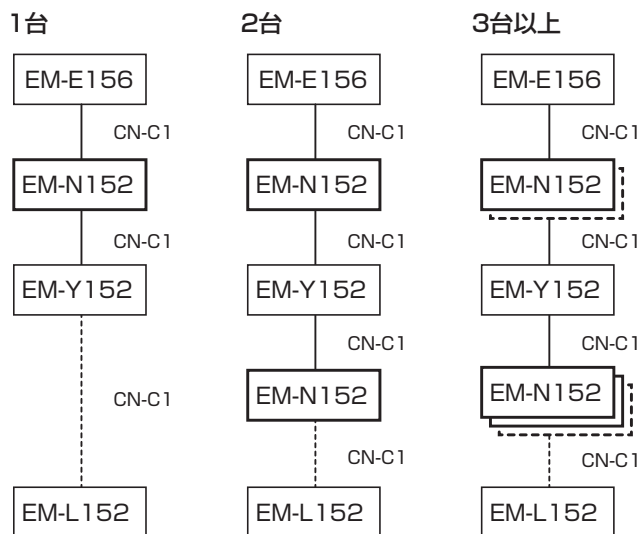 1台
EM-E156
CN-C1
EM-N152
CN-C1
EM-Y152
CN-C1
EM-L152
2台
EM-E156
CN-C1
EM-N152
CN-C1
EM-Y152
CN-C1
EM-N152
CN-C1
EM-L152
3台以上
EM-E156
CN-C1
EM-N152
CN-C1
EM-Y152
CN-C1
EM-N152
CN-C1
EM-L152